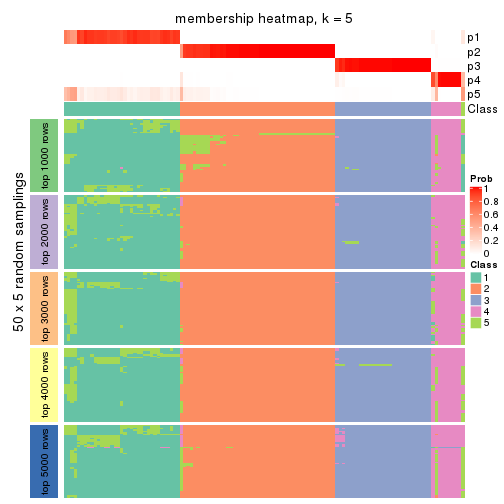 membership heatmap, k = 5
p1
p2
p3
p4
p5
Class
50 x 5 random samplings
top 1000 rows
top 2000 rows
top 3000 rows
top 4000 rows
top 5000 rows
Prob
1
0.8
0.6
0.4
0.2
0
Class
1
2
3
4
5